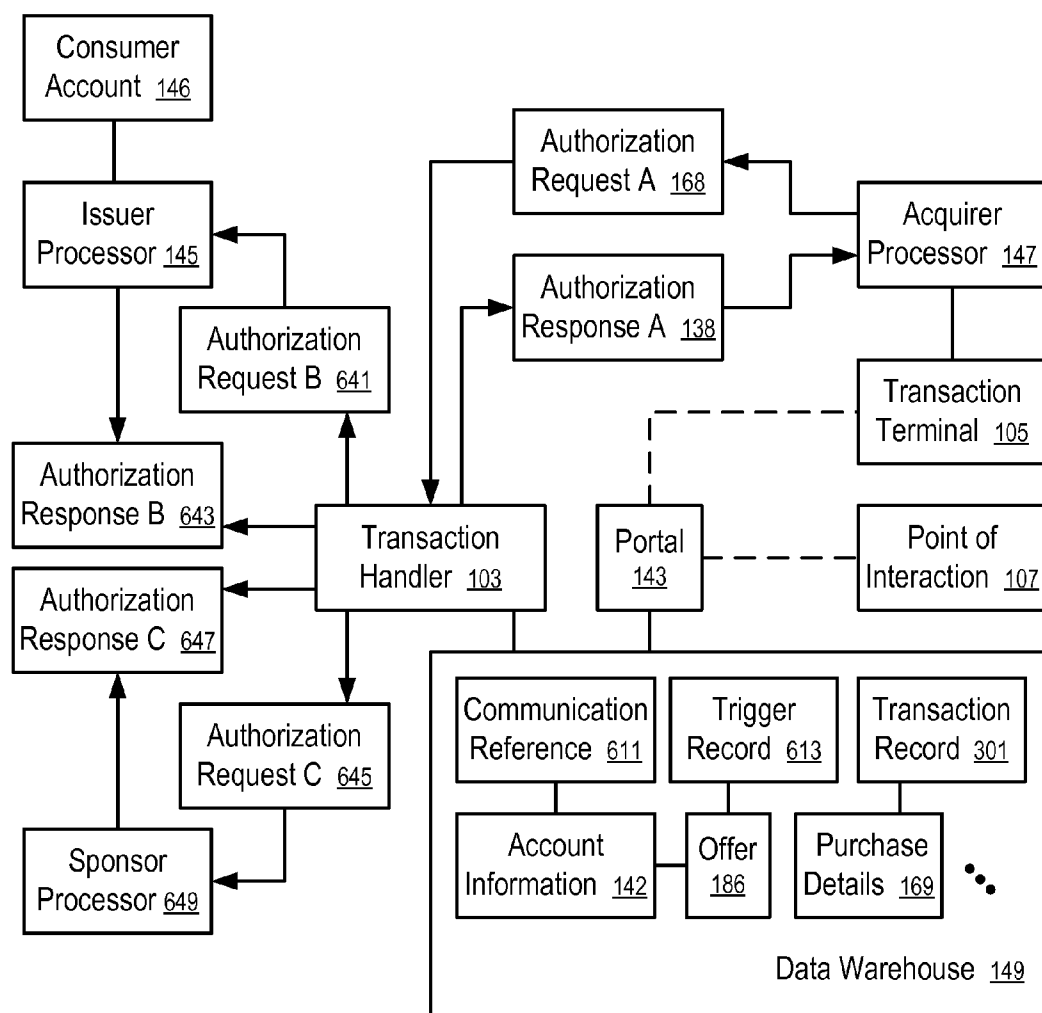 Consumer
Account 146
Authorization
Request A 168
Issuer
Processor 145
Acquirer
Processor 147
Authorization
Response A 138
Authorization
Request B 641
Transaction
Terminal 105
Authorization
Response B 643
Transaction
Handler 103
Portal
143
Point of
Interaction 107
Authorization
Response C 647
Communication
Reference 611
Trigger
Record 613
Transaction
Record 301
Authorization
Request C 645
Account
Information 142
Offer
186
Purchase
Details 169
Sponsor
Processor 649
Data Warehouse 149